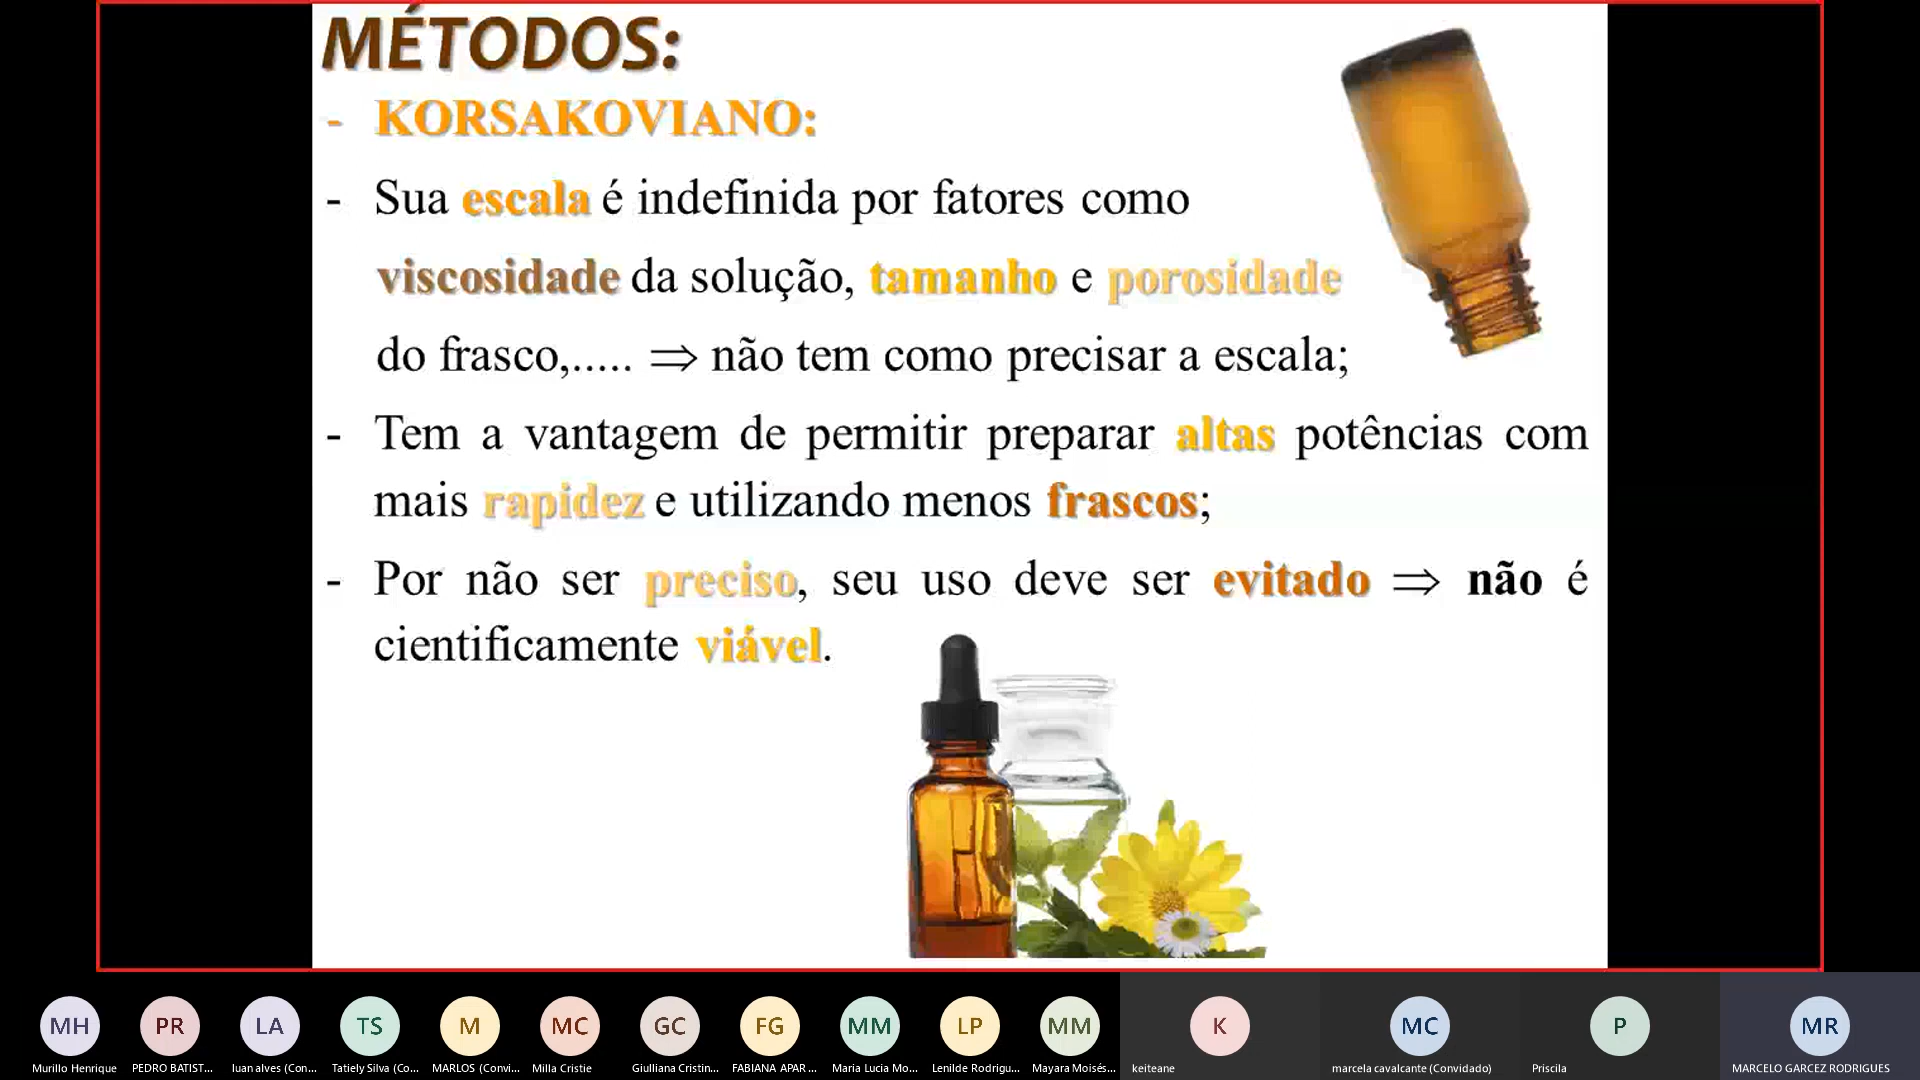 MÉTODOS:
- KORSAKOVIANO:
- Sua escala é indefinida por fatores como
viscosidade da solução, tamanho e porosidade
do frasco,..... ⇒ não tem como precisar a escala;
- Tem a vantagem de permitir preparar altas potências com
mais rapidez e utilizando menos frascos;
- Por não ser preciso, seu uso deve ser evitado ⇒ não é
cientificamente viável.
MH PR LA TS M MC GC FG MM LP MM K MC P MR
Murillo Henrique PEDRO BATIST... luan alves (Con... Tatiely Silva (Co... MARLOS (Convi... Milla Cristie Giulliana Cristin... FABIANA APAR ... Maria Lucia Mo... Lenilde Rodrigu... Mayara Moisés... keiteane marcela cavalcante (Convidado) Priscila MARCELO GARCEZ RODRIGUES